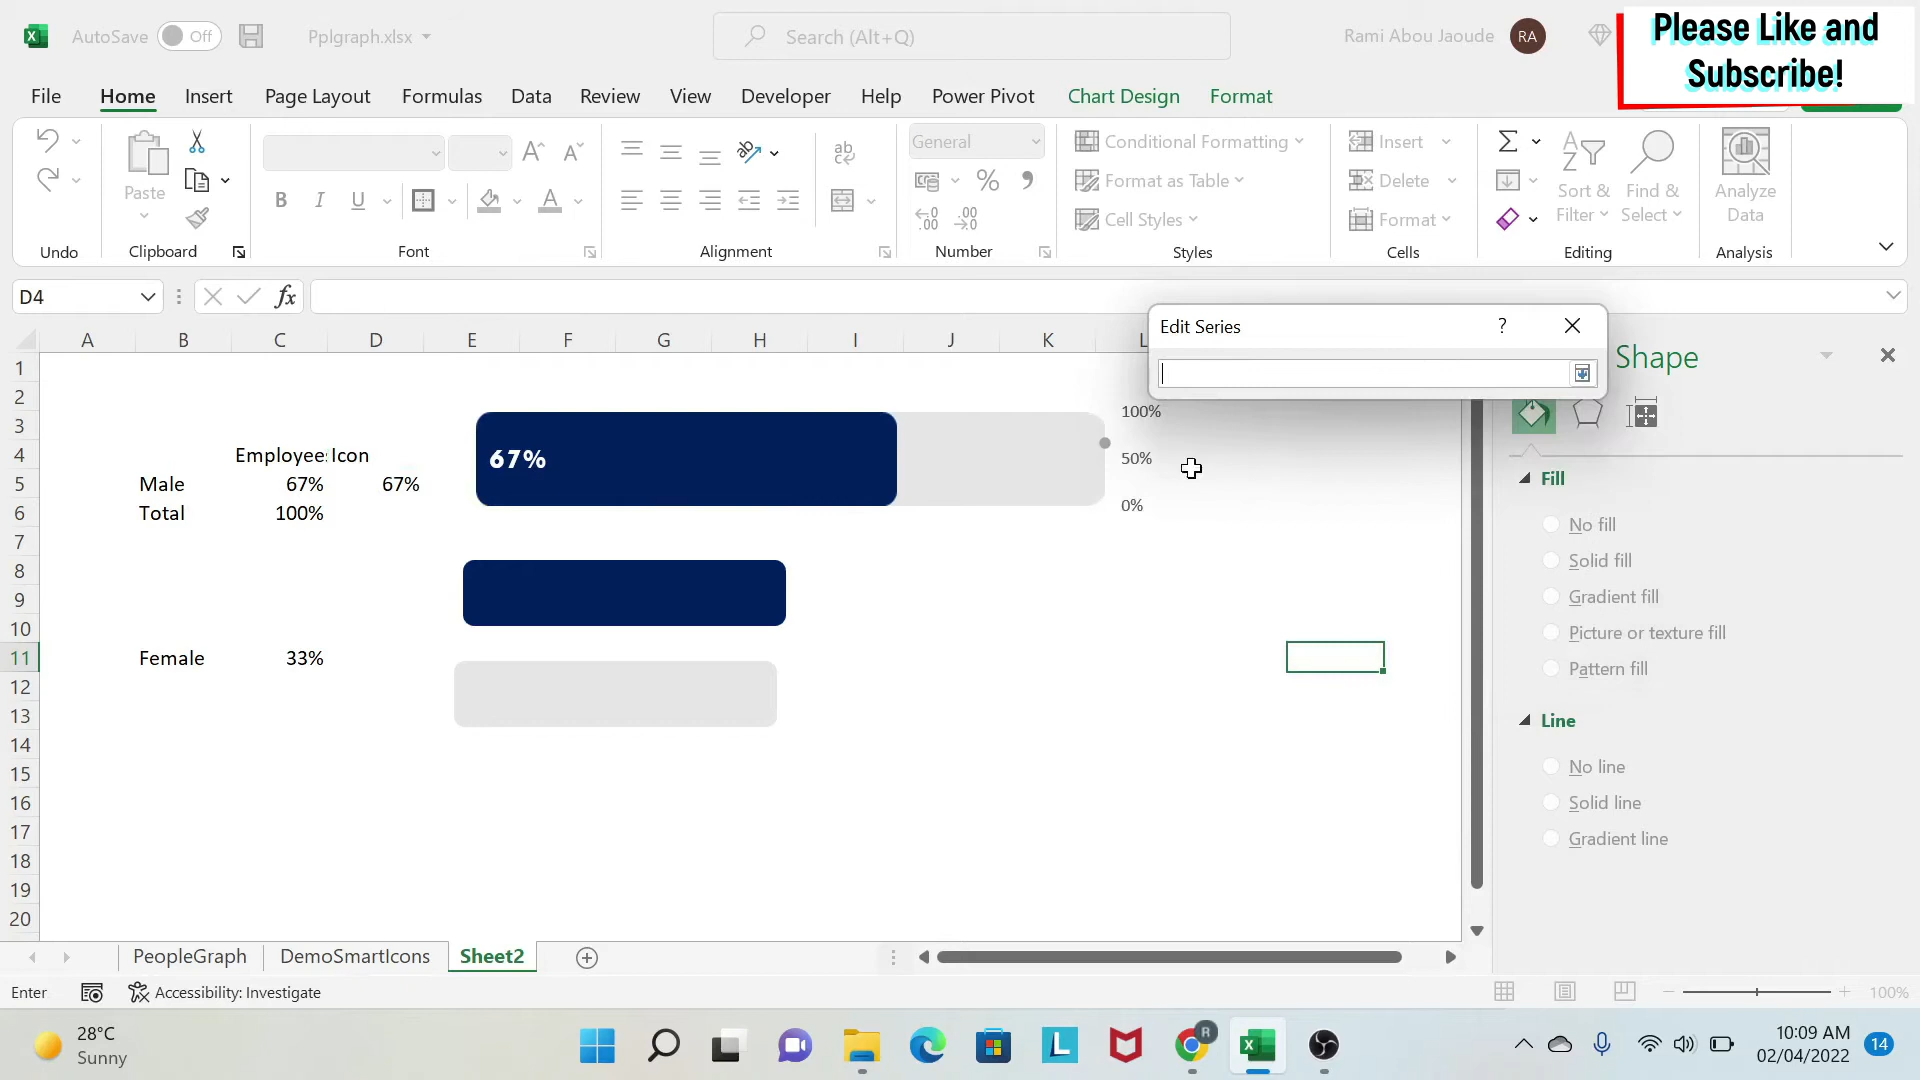 AutoSave Off Pplgraph.xlsx Search (Alt+Q) Rami Abou Jaoude RA
Please Like and
Subscribe!
File Home Insert Page Layout Formulas Data Review View Developer Help Power Pivot Chart Design Format
Paste
General
B I U
ab
Conditional Formatting
Format as Table
Cell Styles
Insert
Delete
Format
Sort &
Filter
Find &
Select
Analyze
Data
Undo Clipboard Font Alignment Number Styles Cells Editing Analysis
D4 fx
Edit Series ?
Shape
A B C D E F G H I J K L
1
2
3 100%
4 Employee: Icon 67% 50%
5 Male 67% 67%
6 Total 100% 0%
7
8
9
10
11 Female 33%
12
13
14
15
16
17
18
19
20
Fill
No fill
Solid fill
Gradient fill
Picture or texture fill
Pattern fill
Line
No line
Solid line
Gradient line
PeopleGraph DemoSmartIcons Sheet2
Enter Accessibility: Investigate 100%
28°C
Sunny
L
R
10:09 AM
02/04/2022
14